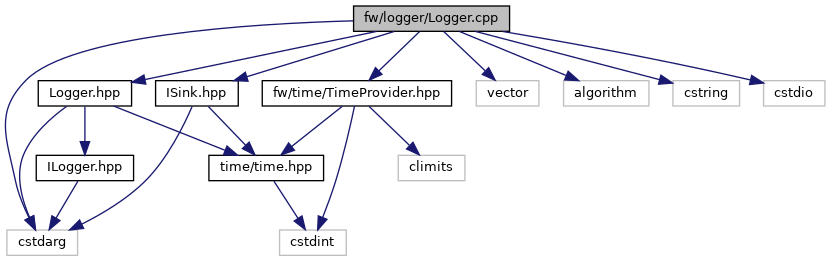 fw/logger/Logger.cpp
Logger.hpp
ISink.hpp
fw/time/TimeProvider.hpp
vector
algorithm
cstring
cstdio
ILogger.hpp
time/time.hpp
climits
cstdarg
cstdint